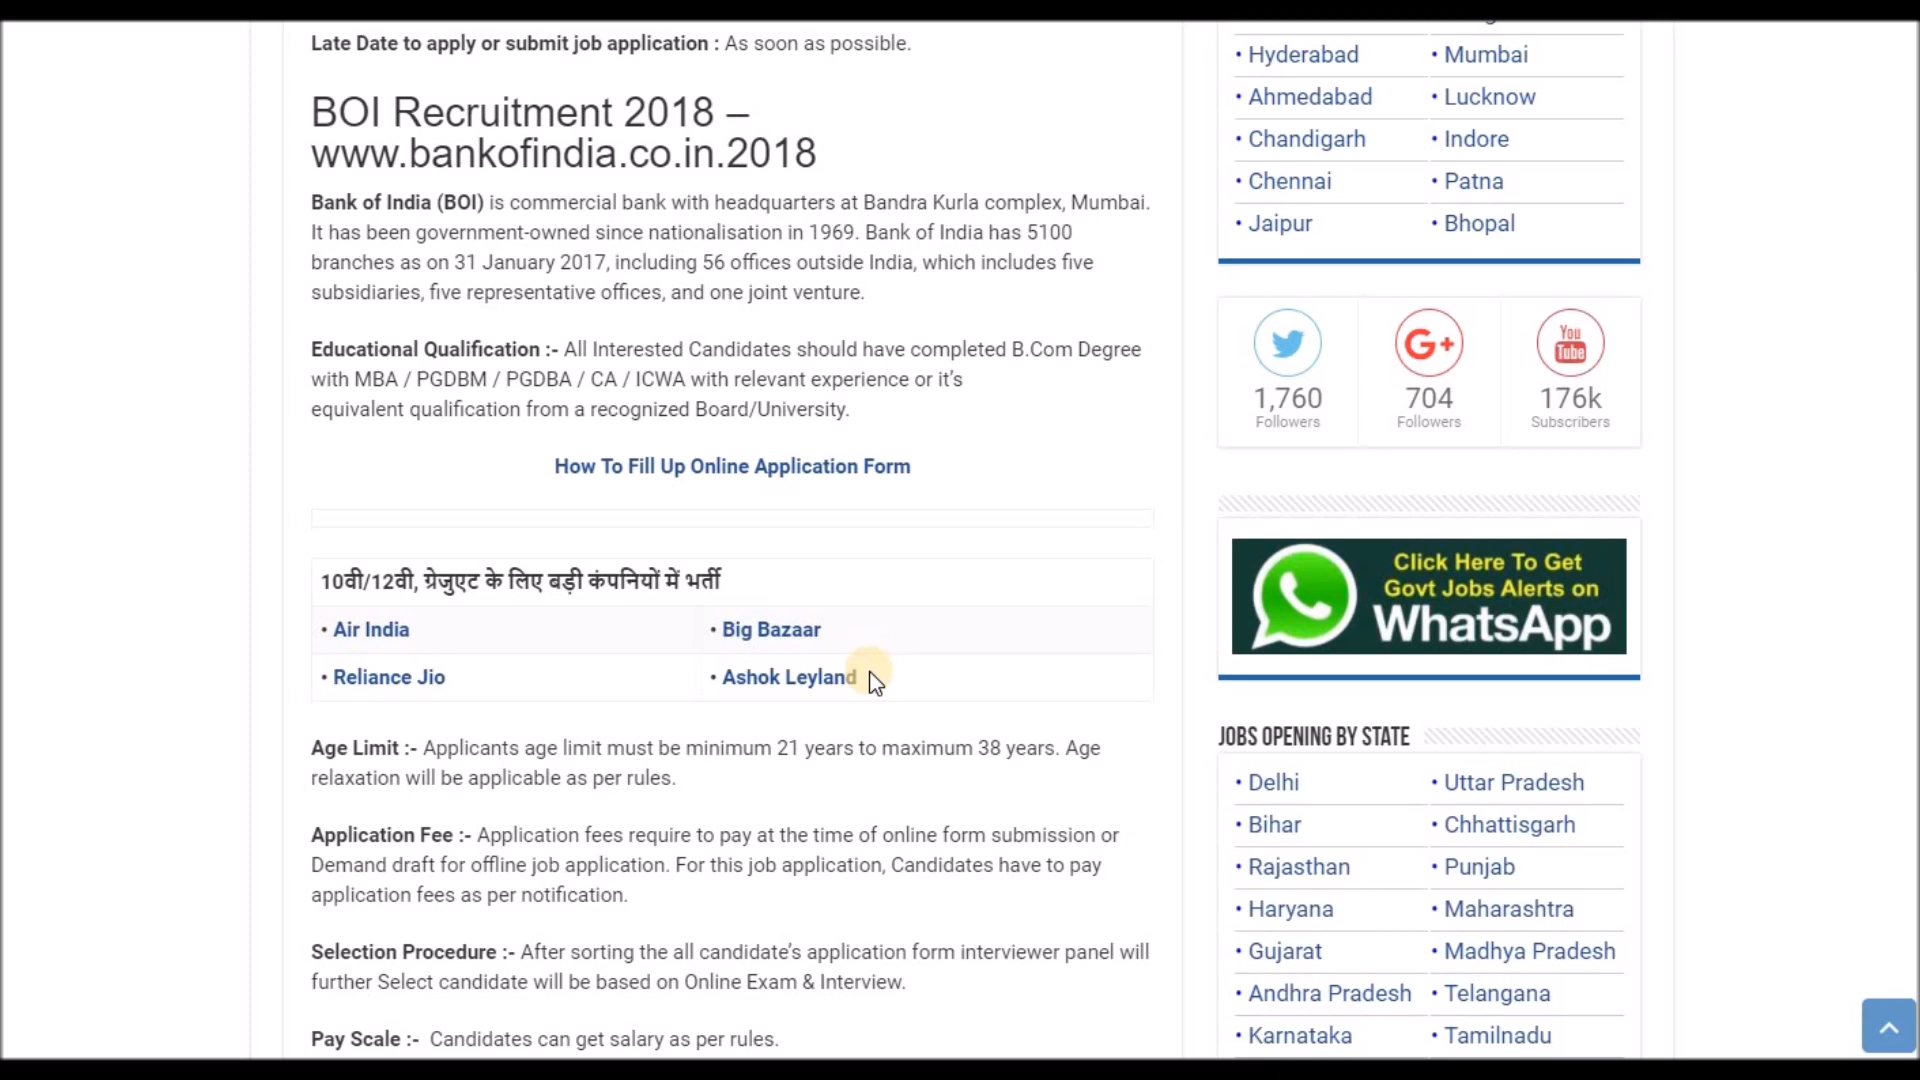 Late Date to apply or submit job application : As soon as possible.
BOI Recruitment 2018 –
www.bankofindia.co.in.2018
Bank of India (BOI) is commercial bank with headquarters at Bandra Kurla complex, Mumbai.
It has been government-owned since nationalisation in 1969. Bank of India has 5100
branches as on 31 January 2017, including 56 offices outside India, which includes five
subsidiaries, five representative offices, and one joint venture.
Educational Qualification :- All Interested Candidates should have completed B.Com Degree
with MBA / PGDBM / PGDBA / CA / ICWA with relevant experience or it’s
equivalent qualification from a recognized Board/University.
How To Fill Up Online Application Form
10वी/12वी, ग्रेजुएट के लिए बड़ी कंपनियों में भर्ती
• Air India • Big Bazaar
• Reliance Jio • Ashok Leyland
Age Limit :- Applicants age limit must be minimum 21 years to maximum 38 years. Age
relaxation will be applicable as per rules.
Application Fee :- Application fees require to pay at the time of online form submission or
Demand draft for offline job application. For this job application, Candidates have to pay
application fees as per notification.
Selection Procedure :- After sorting the all candidate’s application form interviewer panel will
further Select candidate will be based on Online Exam & Interview.
Pay Scale :- Candidates can get salary as per rules.
• Hyderabad • Mumbai
• Ahmedabad • Lucknow
• Chandigarh • Indore
• Chennai • Patna
• Jaipur • Bhopal
G+ You Tube
1,760 704 176k
Followers Followers Subscribers
Click Here To Get
Govt Jobs Alerts on
WhatsApp
JOBS OPENING BY STATE
• Delhi • Uttar Pradesh
• Bihar • Chhattisgarh
• Rajasthan • Punjab
• Haryana • Maharashtra
• Gujarat • Madhya Pradesh
• Andhra Pradesh • Telangana
• Karnataka • Tamilnadu